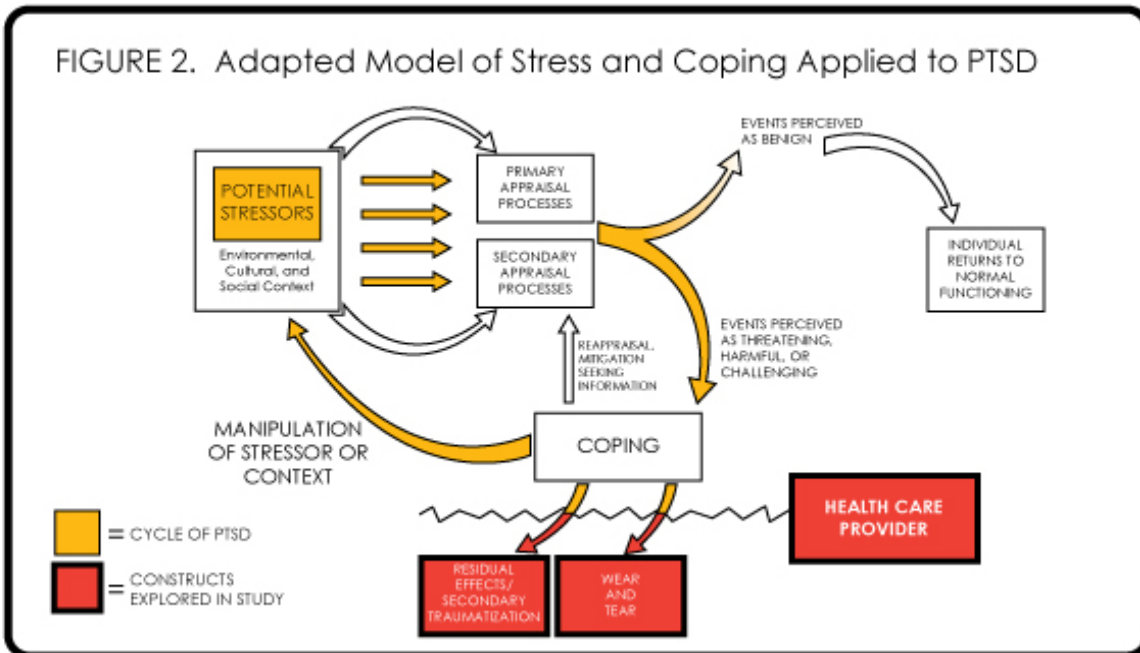 FIGURE 2. Adapted Model of Stress and Coping Applied to PTSD
POTENTIAL
STRESSORS
Environmental,
Cultural, and
Social Context
PRIMARY
APPRAISAL
PROCESSES
SECONDARY
APPRAISAL
PROCESSES
EVENTS PERCEIVED
AS BENIGN
INDIVIDUAL
RETURNS TO
NORMAL
FUNCTIONING
EVENTS PERCEIVED
AS THREATENING,
HARMFUL, OR
CHALLENGING
REAPPRAISAL,
MITIGATION
SEEKING
INFORMATION
MANIPULATION
OF STRESSOR OR
CONTEXT
COPING
HEALTH CARE
PROVIDER
= CYCLE OF PTSD
= CONSTRUCTS
EXPLORED IN STUDY
RESIDUAL
EFFECTS/
SECONDARY
TRAUMATIZATION
WEAR
AND
TEAR